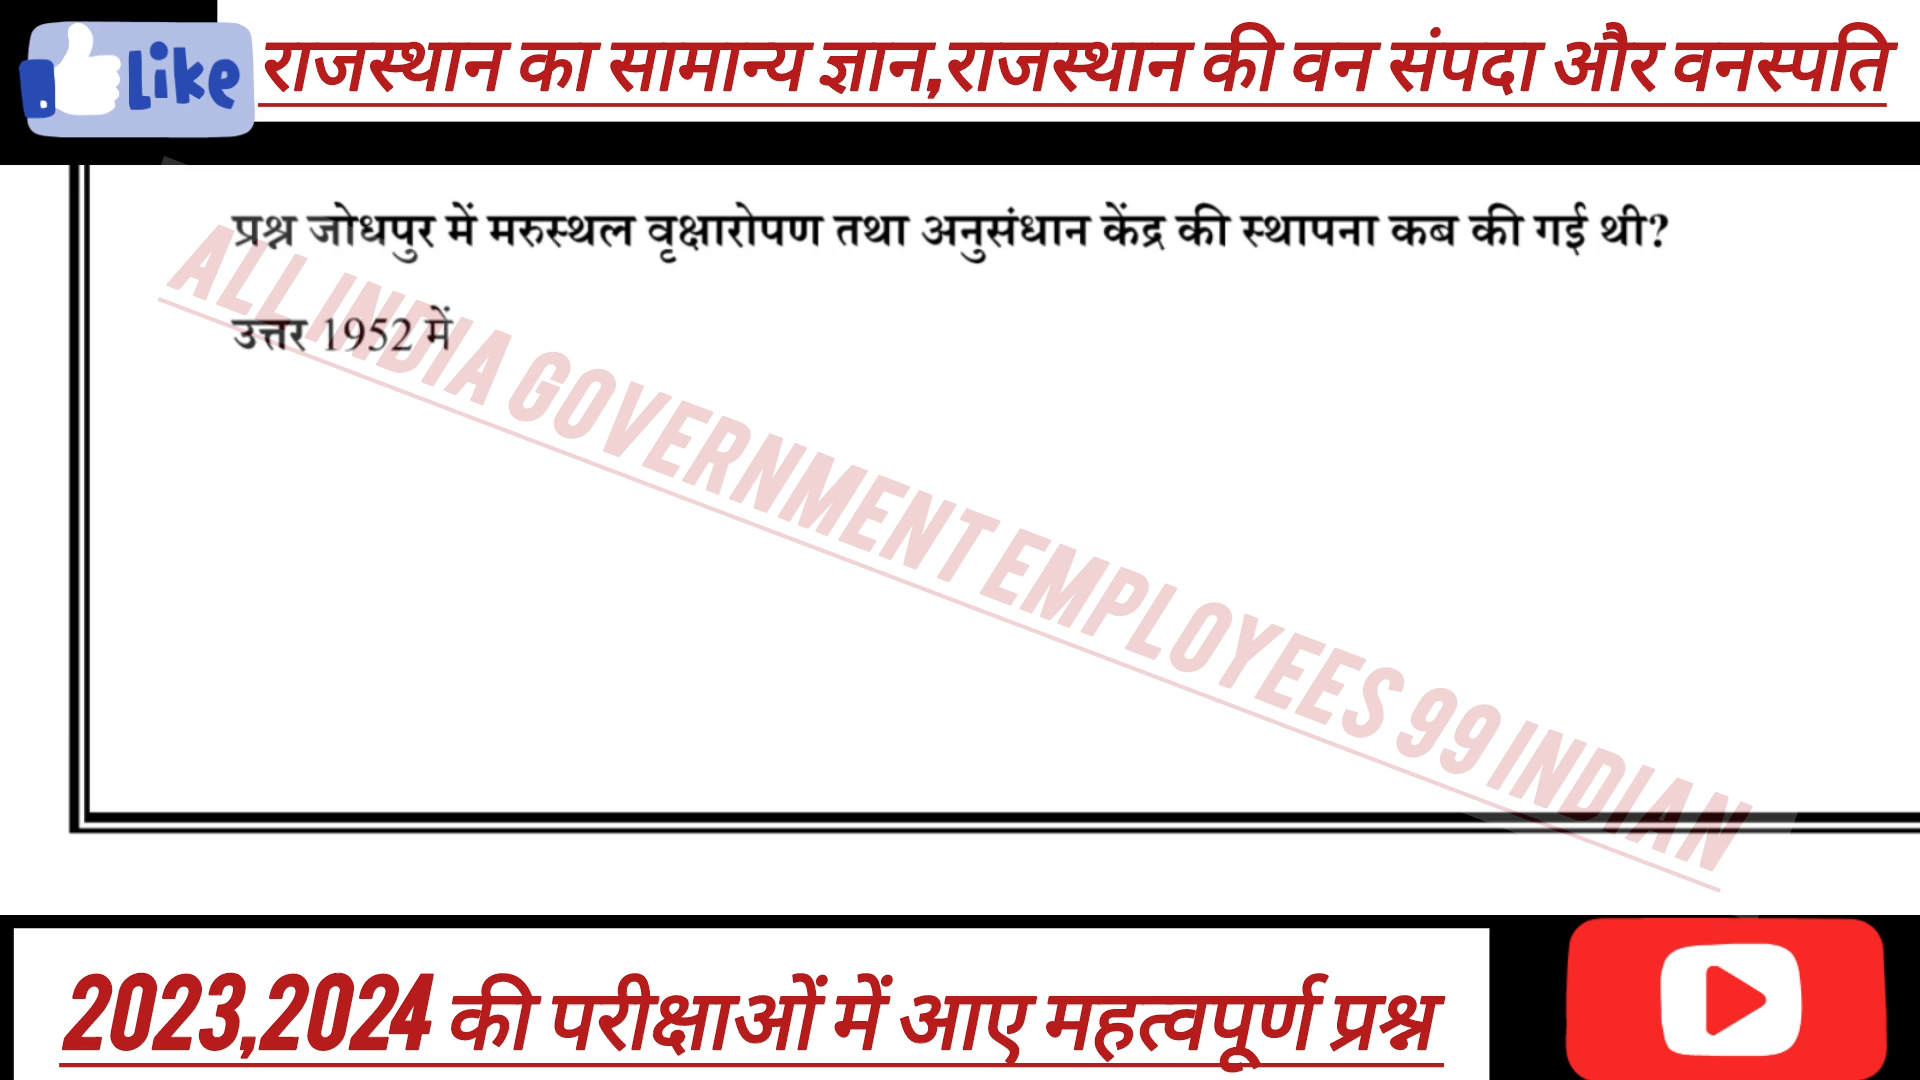 Like
राजस्थान का सामान्य ज्ञान,राजस्थान की वन संपदा और वनस्पति
प्रश्न जोधपुर में मरुस्थल वृक्षारोपण तथा अनुसंधान केंद्र की स्थापना कब की गई थी?
उत्तर 1952 में
ALL INDIA GOVERNMENT EMPLOYEES 99 INDIAN
2023,2024 की परीक्षाओं में आए महत्वपूर्ण प्रश्न